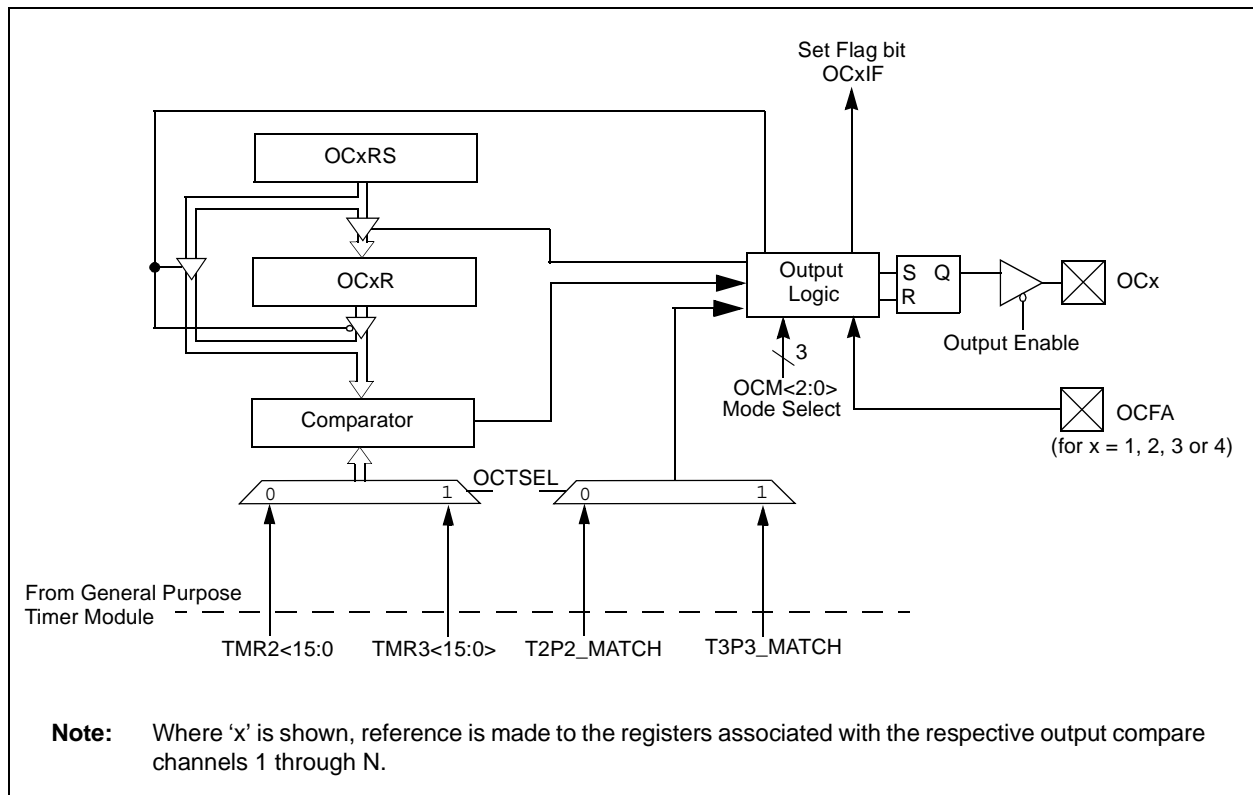 Set Flag bit
OCxIF
OCxRS
OCxR
Output
Logic
S Q
R
OCx
Output Enable
3
OCM<2:0>
Mode Select
OCFA
(for x = 1, 2, 3 or 4)
Comparator
OCTSEL
0 1
0 1
From General Purpose
Timer Module
TMR2<15:0 TMR3<15:0> T2P2_MATCH T3P3_MATCH
Note: Where ‘x’ is shown, reference is made to the registers associated with the respective output compare
channels 1 through N.